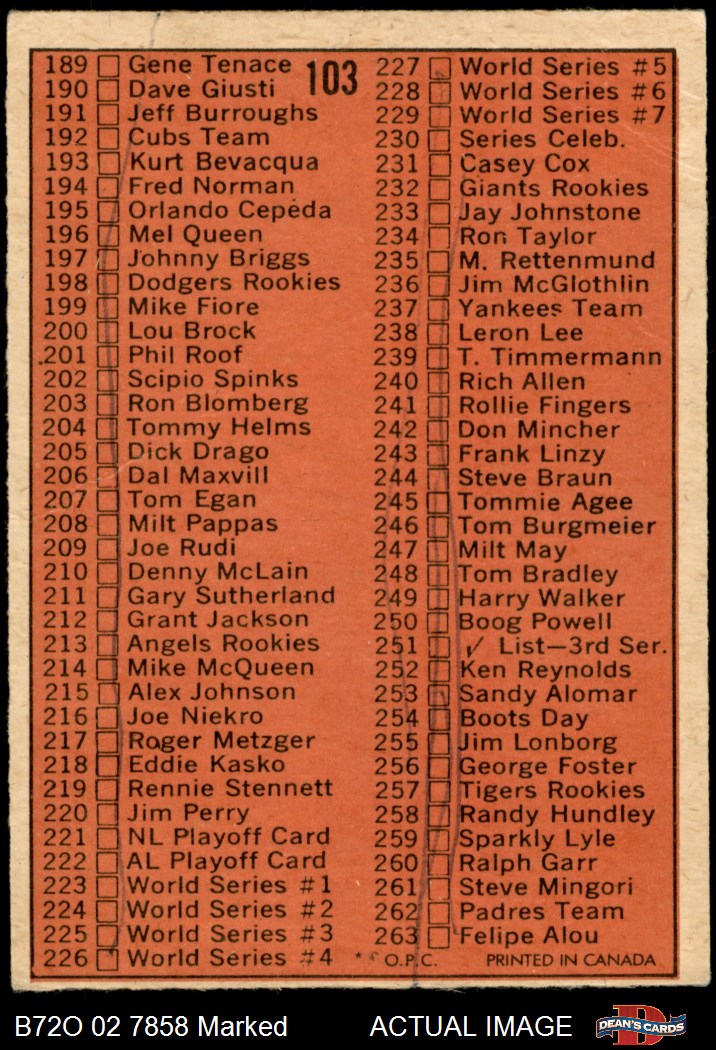 103
189 Gene Tenace
190 Dave Giusti
191 Jeff Burroughs
192 Cubs Team
193 Kurt Bevacqua
194 Fred Norman
195 Orlando Cepeda
196 Mel Queen
197 Johnny Briggs
198 Dodgers Rookies
199 Mike Fiore
200 Lou Brock
201 Phil Roof
202 Scipio Spinks
203 Ron Blomberg
204 Tommy Helms
205 Dick Drago
206 Dal Maxvill
207 Tom Egan
208 Milt Pappas
209 Joe Rudi
210 Denny McLain
211 Gary Sutherland
212 Grant Jackson
213 Angels Rookies
214 Mike McQueen
215 Alex Johnson
216 Joe Niekro
217 Roger Metzger
218 Eddie Kasko
219 Rennie Stennett
220 Jim Perry
221 NL Playoff Card
222 AL Playoff Card
223 World Series #1
224 World Series #2
225 World Series #3
226 World Series #4
227 World Series #5
228 World Series #6
229 World Series #7
230 Series Celeb.
231 Casey Cox
232 Giants Rookies
233 Jay Johnstone
234 Ron Taylor
235 M. Rettenmund
236 Jim McGlothlin
237 Yankees Team
238 Leron Lee
239 T. Timmermann
240 Rich Allen
241 Rollie Fingers
242 Don Mincher
243 Frank Linzy
244 Steve Braun
245 Tommie Agee
246 Tom Burgmeier
247 Milt May
248 Tom Bradley
249 Harry Walker
250 Boog Powell
251 ✓ List—3rd Ser.
252 Ken Reynolds
253 Sandy Alomar
254 Boots Day
255 Jim Lonborg
256 George Foster
257 Tigers Rookies
258 Randy Hundley
259 Sparkly Lyle
260 Ralph Garr
261 Steve Mingori
262 Padres Team
263 Felipe Alou
* * O.P.C. PRINTED IN CANADA
B72O 02 7858 Marked ACTUAL IMAGE
D
DEAN'S CARDS